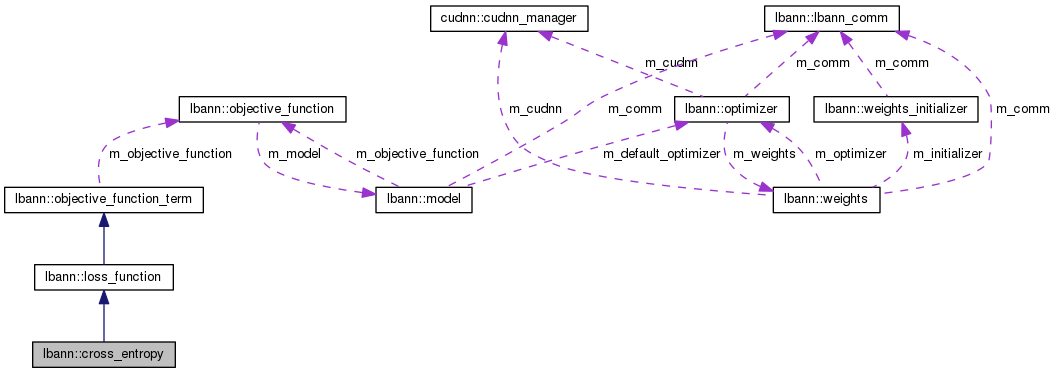 cudnn::cudnn_manager
lbann::lbann_comm
m_cudnn
m_comm
m_comm
lbann::objective_function
m_cudnn
m_comm
lbann::optimizer
lbann::weights_initializer
m_comm
m_objective_function
m_model
m_objective_function
m_default_optimizer
m_weights
m_optimizer
m_initializer
lbann::objective_function_term
lbann::model
lbann::weights
lbann::loss_function
lbann::cross_entropy